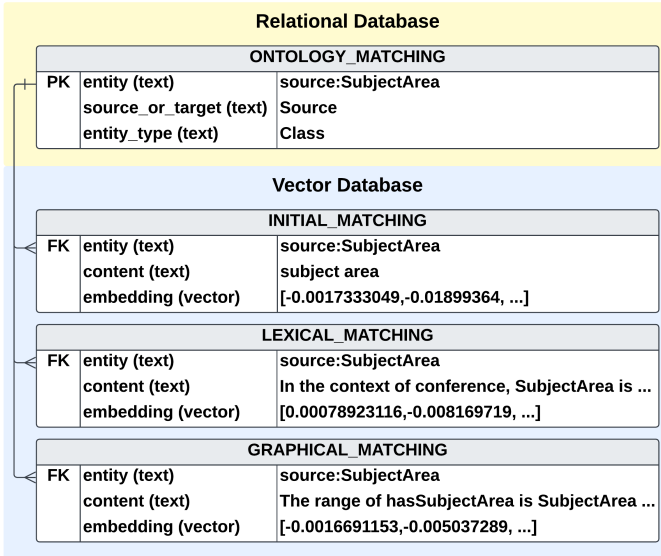 Relational Database
ONTOLOGY_MATCHING
PK entity (text) source:SubjectArea
source_or_target (text) Source
entity_type (text) Class
Vector Database
INITIAL_MATCHING
FK entity (text) source:SubjectArea
content (text) subject area
embedding (vector) [-0.0017333049,-0.01899364, ...]
LEXICAL_MATCHING
FK entity (text) source:SubjectArea
content (text) In the context of conference, SubjectArea is ...
embedding (vector) [0.00078923116,-0.008169719, ...]
GRAPHICAL_MATCHING
FK entity (text) source:SubjectArea
content (text) The range of hasSubjectArea is SubjectArea ...
embedding (vector) [-0.0016691153,-0.005037289, ...]